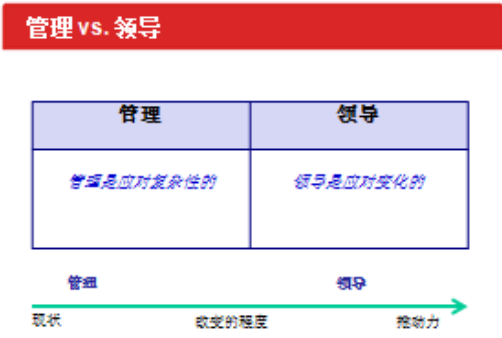 管理 vs. 领导
管理 领导
管理是应对复杂性的 领导是应对变化的
管理 领导
现状 改变的程度 推动力